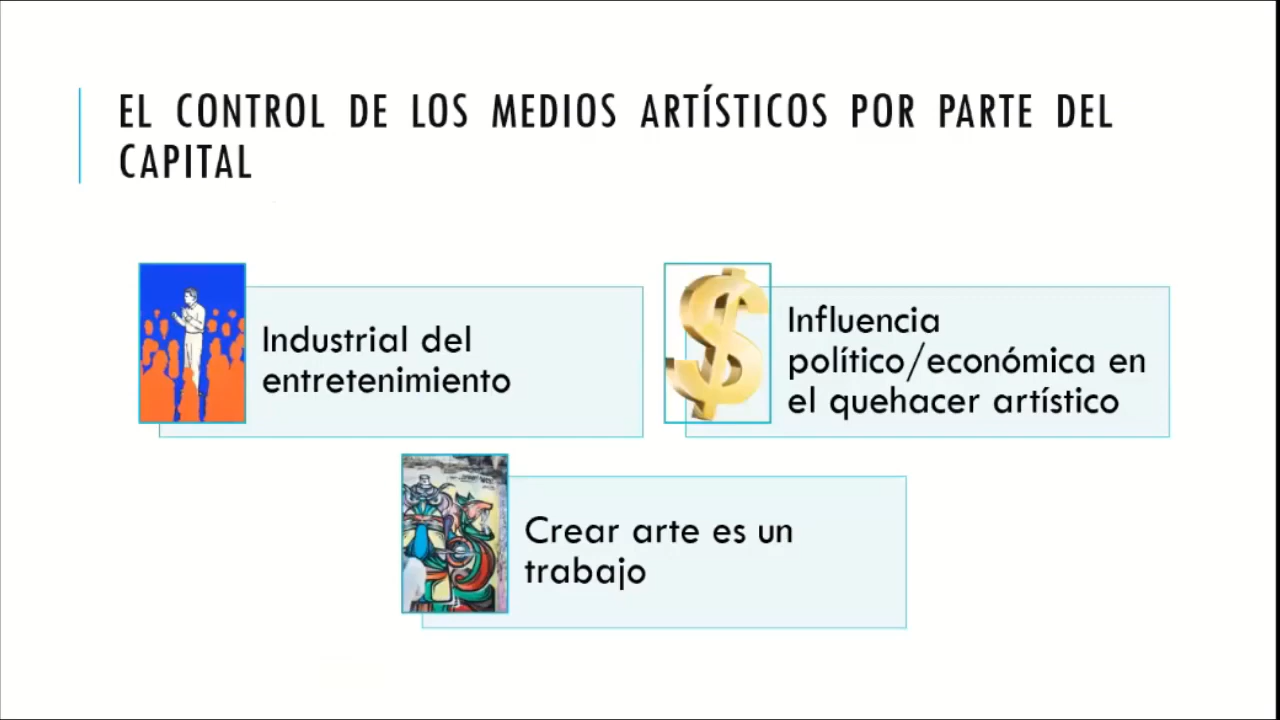 EL CONTROL DE LOS MEDIOS ARTÍSTICOS POR PARTE DEL
CAPITAL
Industrial del
entretenimiento
Influencia
político/económica en
el quehacer artístico
Crear arte es un
trabajo